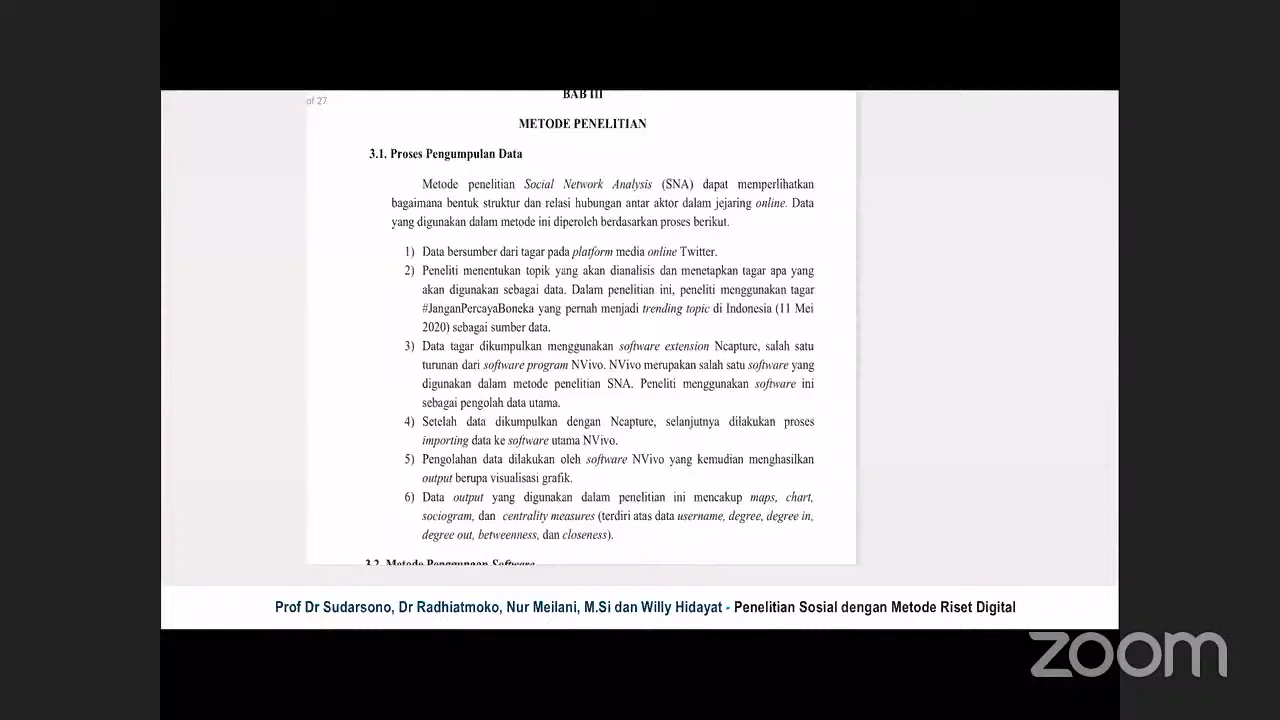 BAB III
of 27
METODE PENELITIAN
3.1. Proses Pengumpulan Data
Metode penelitian Social Network Analysis (SNA) dapat memperlihatkan
bagaimana bentuk struktur dan relasi hubungan antar aktor dalam jejaring online. Data
yang digunakan dalam metode ini diperoleh berdasarkan proses berikut.
1) Data bersumber dari tagar pada platform media online Twitter.
2) Peneliti menentukan topik yang akan dianalisis dan menetapkan tagar apa yang
akan digunakan sebagai data. Dalam penelitian ini, peneliti menggunakan tagar
#JanganPercayaBoneka yang pernah menjadi trending topic di Indonesia (11 Mei
2020) sebagai sumber data.
3) Data tagar dikumpulkan menggunakan software extension Ncapture, salah satu
turunan dari software program NVivo. NVivo merupakan salah satu software yang
digunakan dalam metode penelitian SNA. Peneliti menggunakan software ini
sebagai pengolah data utama.
4) Setelah data dikumpulkan dengan Ncapture, selanjutnya dilakukan proses
importing data ke software utama NVivo.
5) Pengolahan data dilakukan oleh software NVivo yang kemudian menghasilkan
output berupa visualisasi grafik.
6) Data output yang digunakan dalam penelitian ini mencakup maps, chart,
sociogram, dan centrality measures (terdiri atas data username, degree, degree in,
degree out, betweenness, dan closeness).
3.2. Metode Penggunaan Software
Prof Dr Sudarsono, Dr Radhiatmoko, Nur Meilani, M.Si dan Willy Hidayat - Penelitian Sosial dengan Metode Riset Digital
zoom